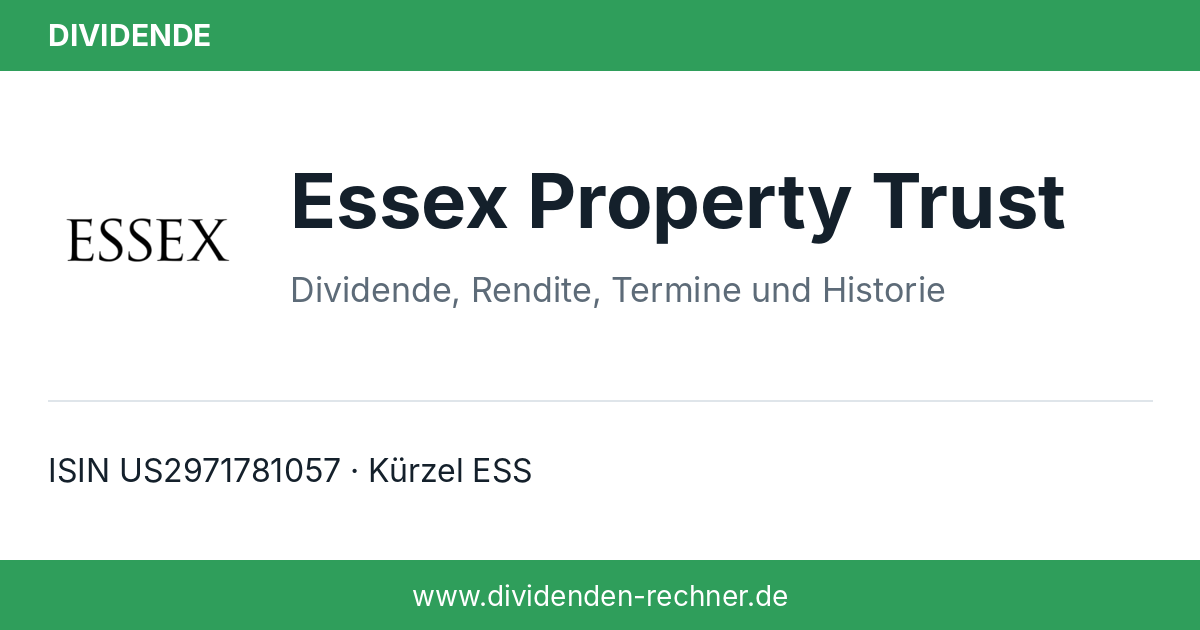 DIVIDENDE
ESSEX
Essex Property Trust
Dividende, Rendite, Termine und Historie
ISIN US2971781057 · Kürzel ESS
www.dividenden-rechner.de